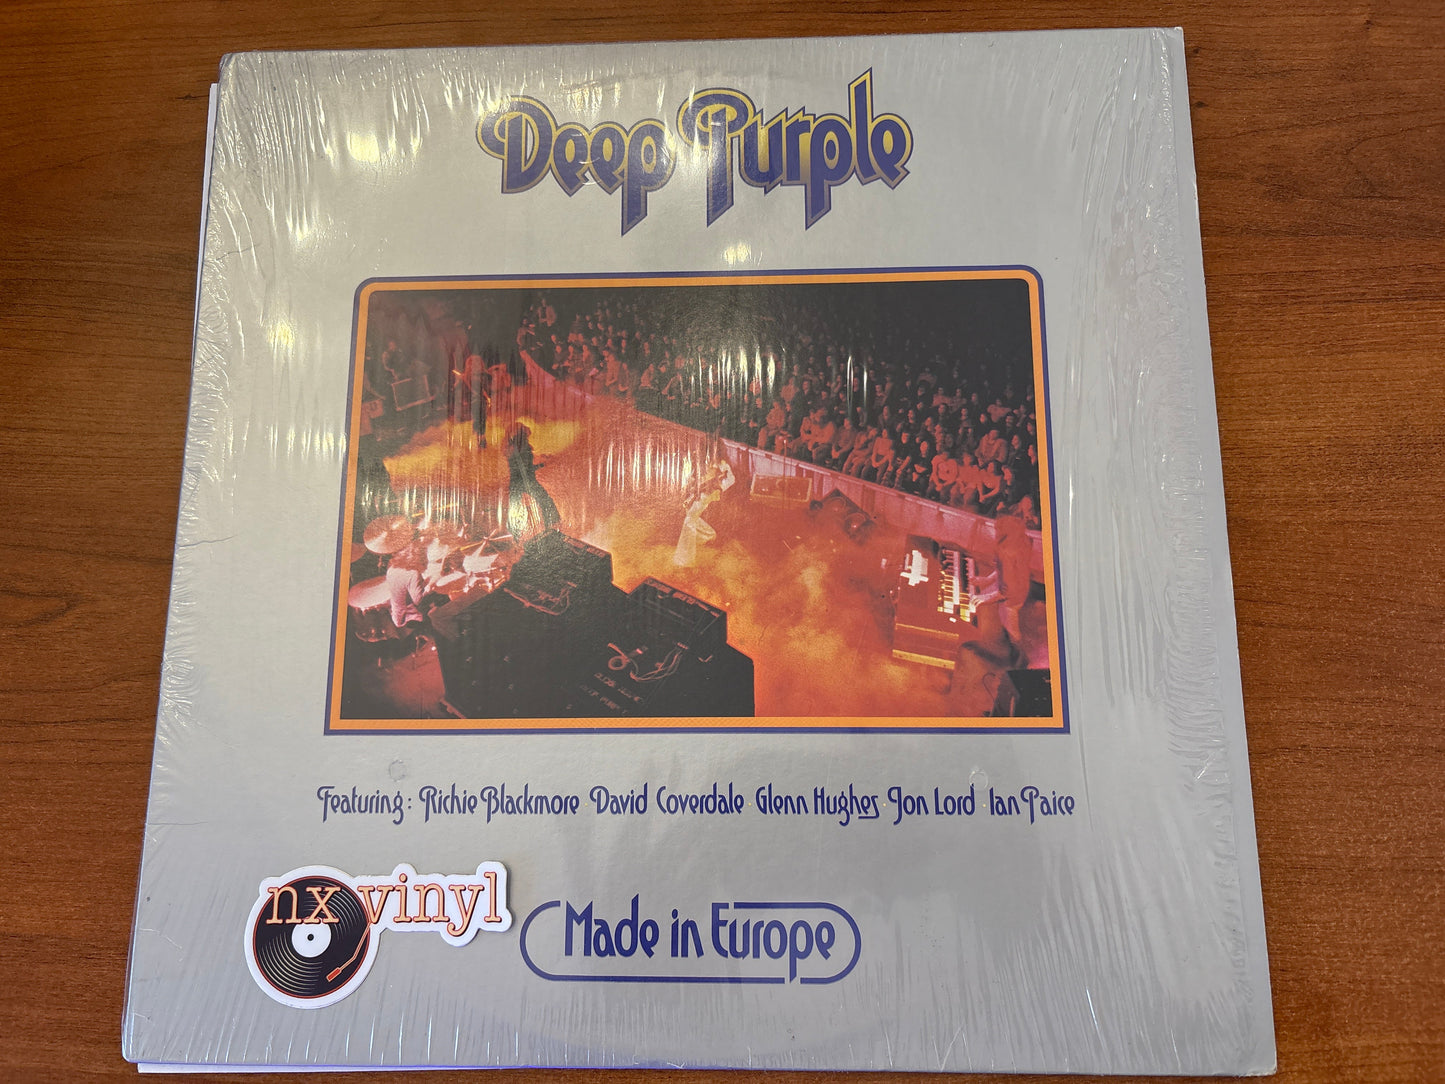 Deep Purple
Featuring: Richie Blackmore David Coverdale · Glenn Hughes · Jon Lord Ian Paice
nx vinyl
Made in Europe